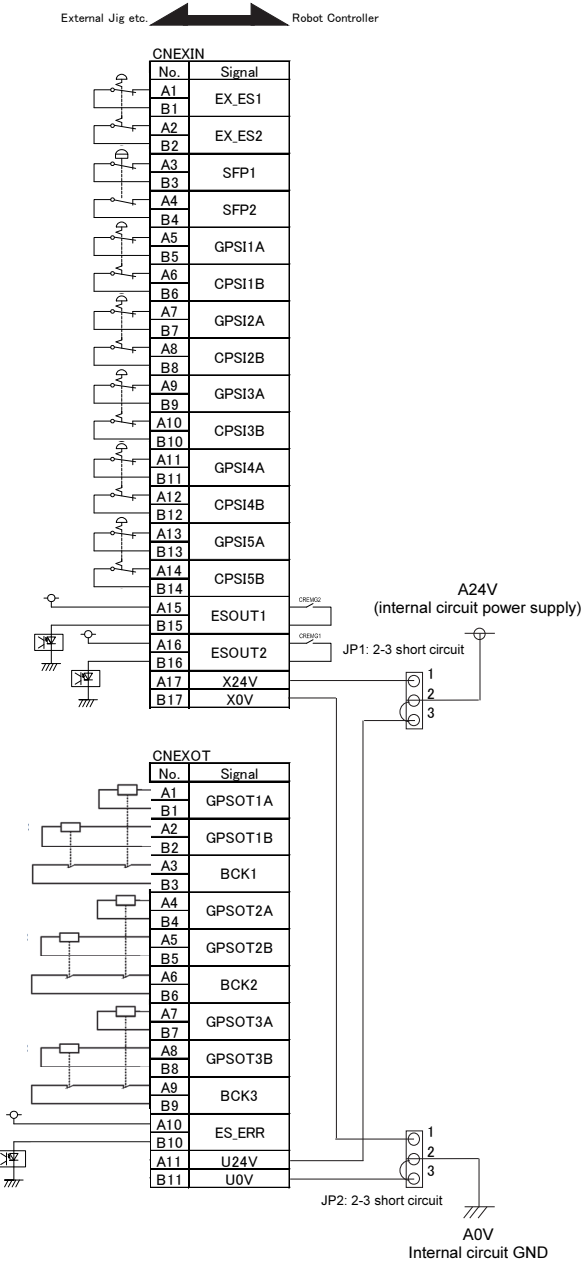 External Jig etc. Robot Controller
CNEXIN
No. Signal
A1
EX_ES1
B1
A2
EX_ES2
B2
A3
SFP1
B3
A4
SFP2
B4
A5
GPSI1A
B5
A6
CPSI1B
B6
A7
GPSI2A
B7
A8
CPSI2B
B8
A9
GPSI3A
B9
A10
CPSI3B
B10
A11
GPSI4A
B11
A12
CPSI4B
B12
A13
GPSI5A
B13
A14
CPSI5B
B14
A15
ESOUT1
CREMG2
B15
A16
ESOUT2
CREMG1
B16
A17 X24V
B17 X0V
A24V
(internal circuit power supply)
JP1: 2-3 short circuit
1
2
3
CNEXOT
No. Signal
A1
GPSOT1A
B1
A2
GPSOT1B
B2
A3
BCK1
B3
A4
GPSOT2A
B4
A5
GPSOT2B
B5
A6
BCK2
B6
A7
GPSOT3A
B7
A8
GPSOT3B
B8
A9
BCK3
B9
A10
ES_ERR
B10
A11 U24V
B11 U0V
1
2
3
JP2: 2-3 short circuit
A0V
Internal circuit GND